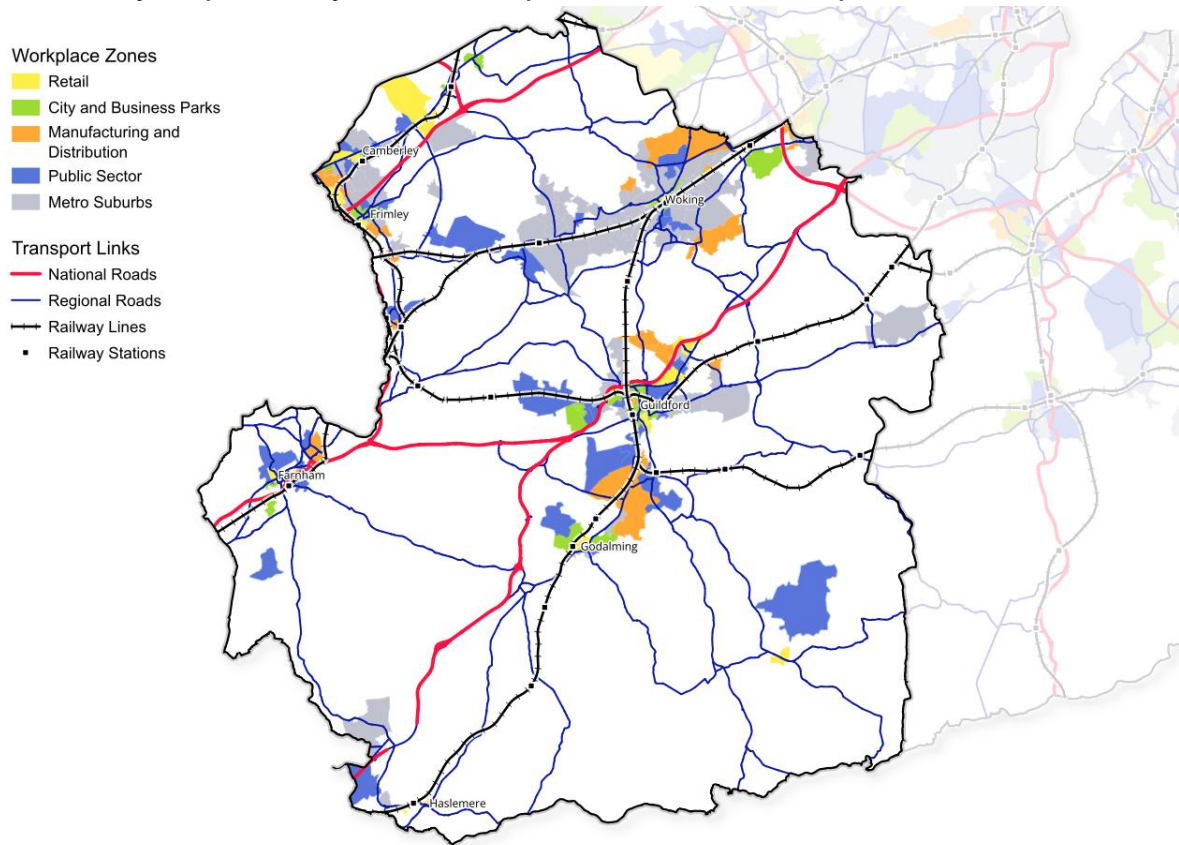 Workplace Zones
Retail
City and Business Parks
Manufacturing and
Distribution
Public Sector
Metro Suburbs
Transport Links
National Roads
Regional Roads
Railway Lines
Railway Stations
Camberley
Frimley
Woking
Guildford
Farnham
Godalming
Haslemere